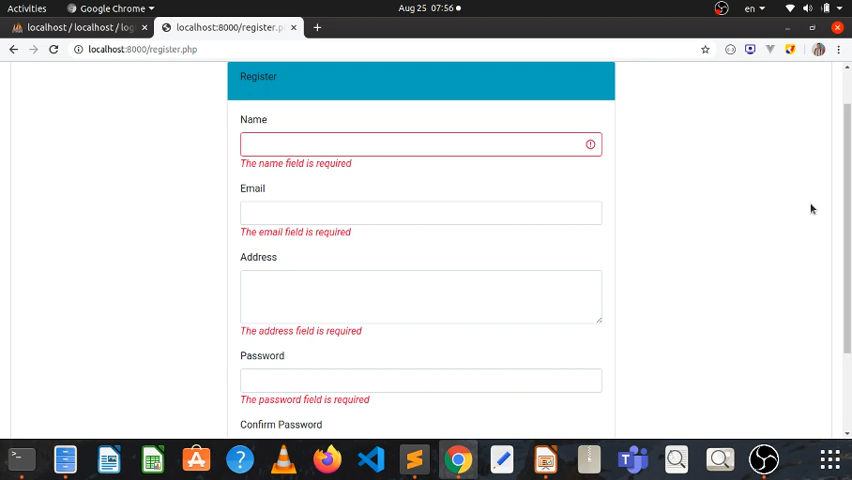 Activities
Google Chrome
Aug 25 07:56
en
localhost / localhost / log
localhost:8000/register.p
localhost:8000/register.php
Register
Name
The name field is required
Email
The email field is required
Address
The address field is required
Password
The password field is required
Confirm Password